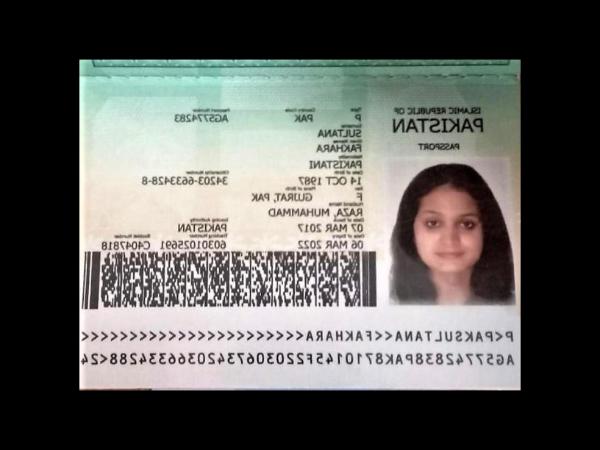 ISLAMIC REPUBLIC OF
PAKISTAN
PASSPORT
Type Country Code Passport Number
P PAK AG5774283
Surname
SULTANA
Given Names
FAKHARA
Nationality
PAKISTANI
Date of Birth Citizenship Number
14 OCT 1987 34203-6633428-8
Sex Place of Birth
F GUJRAT, PAK
Husband Name
RAZA, MUHAMMAD
Date of Issue Issuing Authority
07 MAR 2017 PAKISTAN
Date of Expiry Tracking Number Booklet Number
06 MAR 2022 60301025691 C4047818
P<PAKSULTANA<FAKHARA<<<<<<<<<<<<<<<<<<<<<<<<
AG57742838PAK8710145F22030673420366334288<24